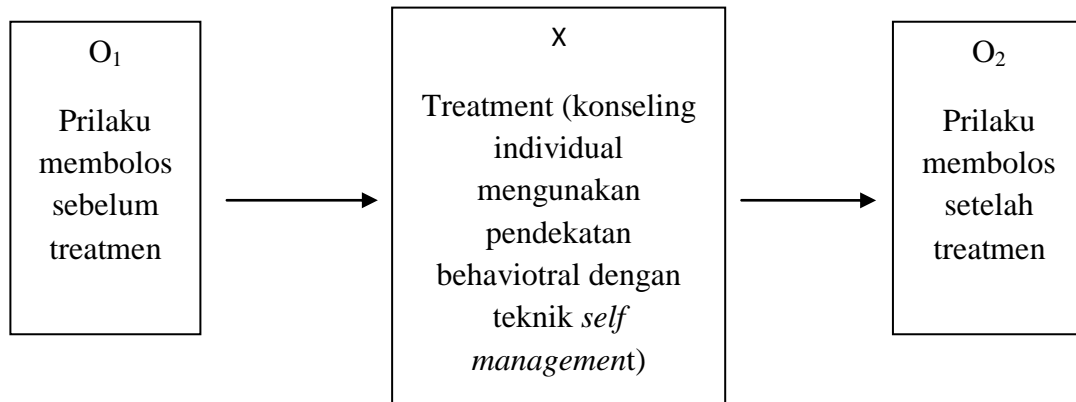 O₁
Prilaku
membolos
sebelum
treatmen
X
Treatment (konseling
individual
mengunakan
pendekatan
behaviotral dengan
teknik self
management)
O₂
Prilaku
membolos
setelah
treatmen